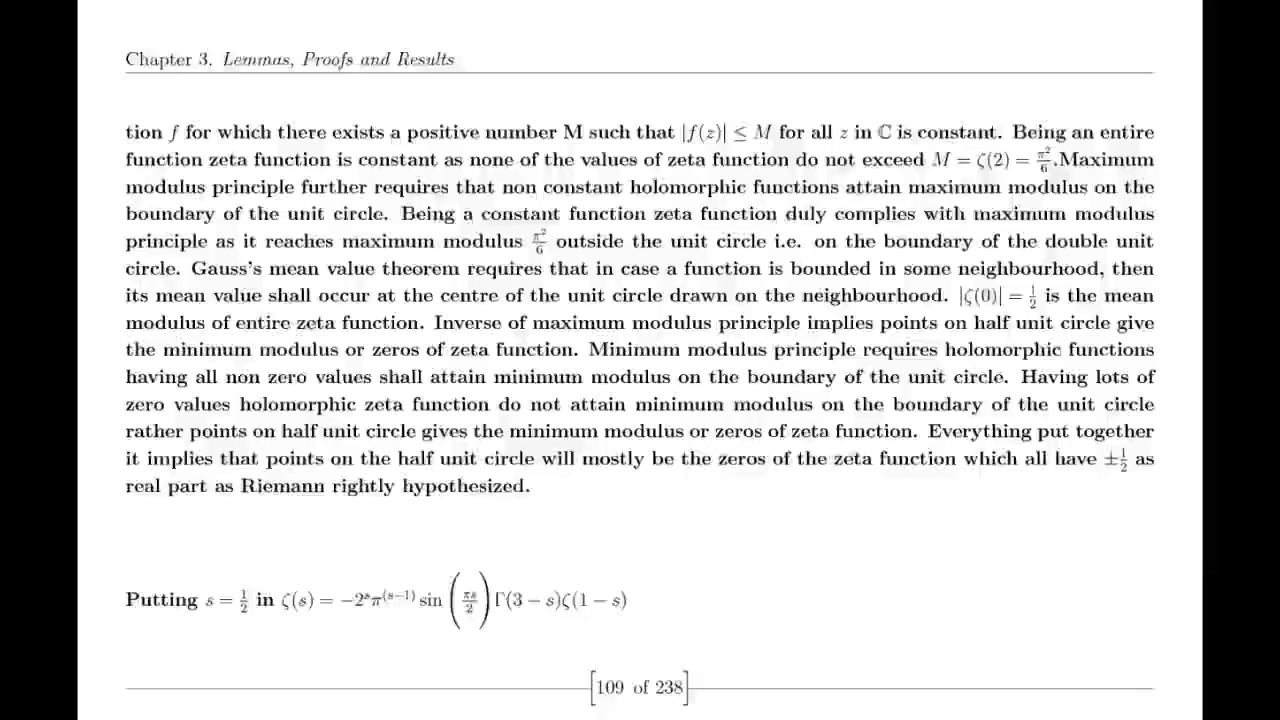 Chapter 3. Lemmas, Proofs and Results
tion f for which there exists a positive number M such that |f(z)| ≤ M for all z in ℂ is constant. Being an entire
function zeta function is constant as none of the values of zeta function do not exceed M = ζ(2) = π²/6.Maximum
modulus principle further requires that non constant holomorphic functions attain maximum modulus on the
boundary of the unit circle. Being a constant function zeta function duly complies with maximum modulus
principle as it reaches maximum modulus π²/6 outside the unit circle i.e. on the boundary of the double unit
circle. Gauss's mean value theorem requires that in case a function is bounded in some neighbourhood, then
its mean value shall occur at the centre of the unit circle drawn on the neighbourhood. |ζ(0)| = 1/2 is the mean
modulus of entire zeta function. Inverse of maximum modulus principle implies points on half unit circle give
the minimum modulus or zeros of zeta function. Minimum modulus principle requires holomorphic functions
having all non zero values shall attain minimum modulus on the boundary of the unit circle. Having lots of
zero values holomorphic zeta function do not attain minimum modulus on the boundary of the unit circle
rather points on half unit circle gives the minimum modulus or zeros of zeta function. Everything put together
it implies that points on the half unit circle will mostly be the zeros of the zeta function which all have ±1/2 as
real part as Riemann rightly hypothesized.
Putting s = 1/2 in ζ(s) = −2^s π^(s−1) sin(πs/2) Γ(3 − s)ζ(1 − s)
[109 of 238]